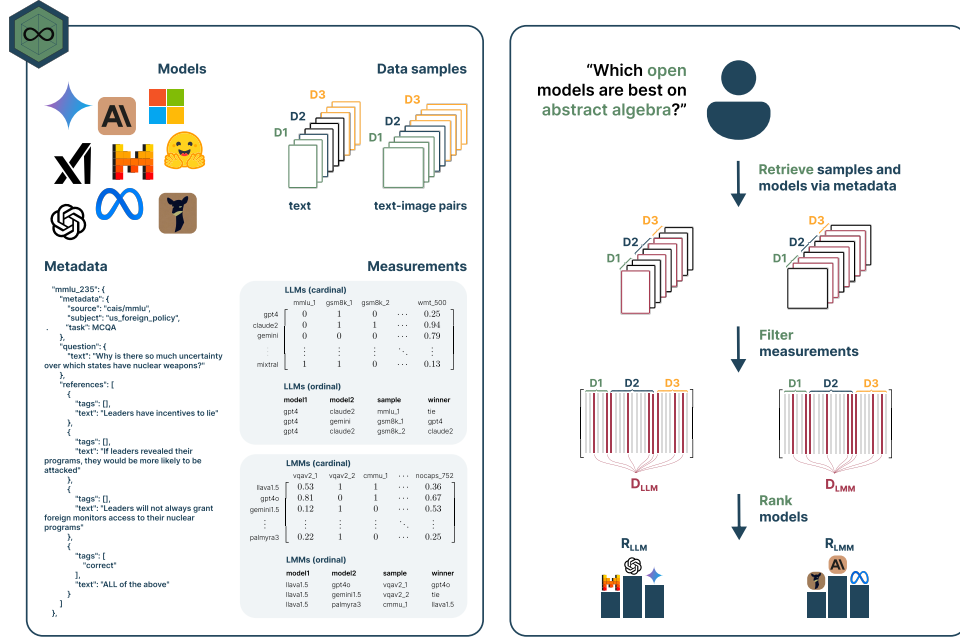 Models
Data samples
D3
D2
D1
D3
D2
D1
text
text-image pairs
Metadata
"mmlu_235": {
"metadata": {
"source": "cais/mmlu",
"subject": "us_foreign_policy",
. "task": MCQA
},
"question": {
"text": "Why is there so much uncertainty
over which states have nuclear weapons?"
},
"references": [
{
"tags": [],
"text": "Leaders have incentives to lie"
},
{
"tags": [],
"text": "If leaders revealed their
programs, they would be more likely to be
attacked"
},
{
"tags": [],
"text": "Leaders will not always grant
foreign monitors access to their nuclear
programs"
},
{
"tags": [
"correct"
],
"text": "ALL of the above"
}
]
},
Measurements
LLMs (cardinal)
mmlu_1 gsm8k_1 gsm8k_2 wmt_500
gpt4 0 1 0 ⋯ 0.25
claude2 0 1 1 ⋯ 0.94
gemini 0 0 0 ⋯ 0.79
⋮ ⋮ ⋮ ⋮ ⋱ ⋮
mixtral 1 1 0 ⋯ 0.13
LLMs (ordinal)
model1 model2 sample winner
gpt4 claude2 mmlu_1 tie
gpt4 gemini gsm8k_1 gpt4
gpt4 claude2 gsm8k_2 claude2
LMMs (cardinal)
vqav2_1 vqav2_2 cmmu_1 ⋯ nocaps_752
llava1.5 0.53 1 1 ⋯ 0.36
gpt4o 0.81 0 1 ⋯ 0.67
gemini1.5 0.12 1 0 ⋯ 0.53
⋮ ⋮ ⋮ ⋮ ⋱ ⋮
palmyra3 0.22 1 0 ⋯ 0.25
LMMs (ordinal)
model1 model2 sample winner
llava1.5 gpt4o vqav2_1 gpt4o
llava1.5 gemini1.5 vqav2_2 tie
llava1.5 palmyra3 cmmu_1 llava1.5
"Which open
models are best on
abstract algebra?"
Retrieve samples and
models via metadata
D3
D2
D1
D3
D2
D1
Filter
measurements
D1 D2 D3
D1 D2 D3
DLLM
DLMM
Rank
models
RLLM
RLMM